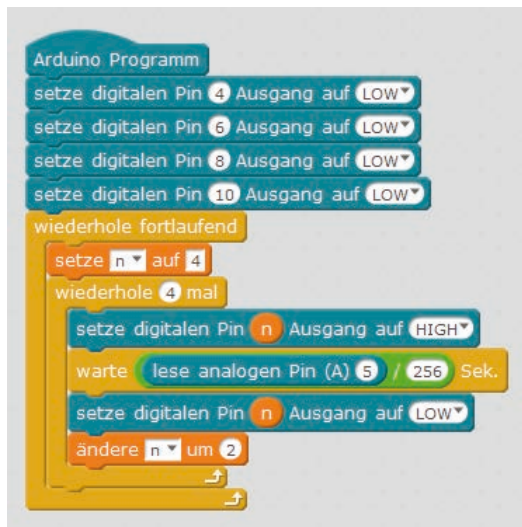 Arduino Programm
setze digitalen Pin 4 Ausgang auf LOW
setze digitalen Pin 6 Ausgang auf LOW
setze digitalen Pin 8 Ausgang auf LOW
setze digitalen Pin 10 Ausgang auf LOW
wiederhole fortlaufend
setze n auf 4
wiederhole 4 mal
setze digitalen Pin n Ausgang auf HIGH
warte lese analogen Pin (A) 5 / 256 Sek.
setze digitalen Pin n Ausgang auf LOW
ändere n um 2